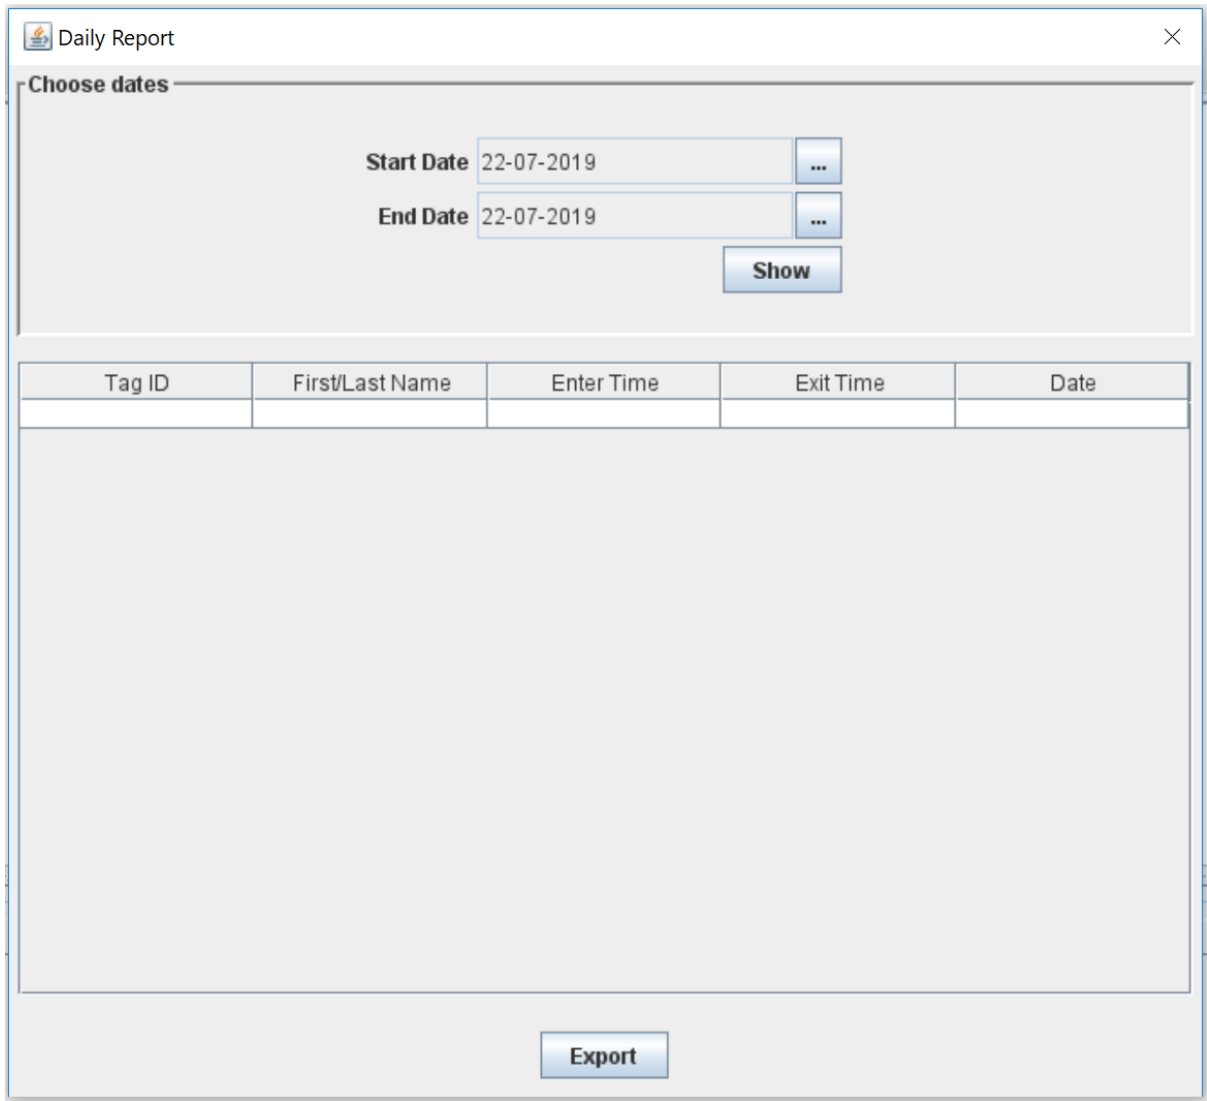 Daily Report
Choose dates
Start Date 22-07-2019 ...
End Date 22-07-2019 ...
Show
Tag ID First/Last Name Enter Time Exit Time Date
Export